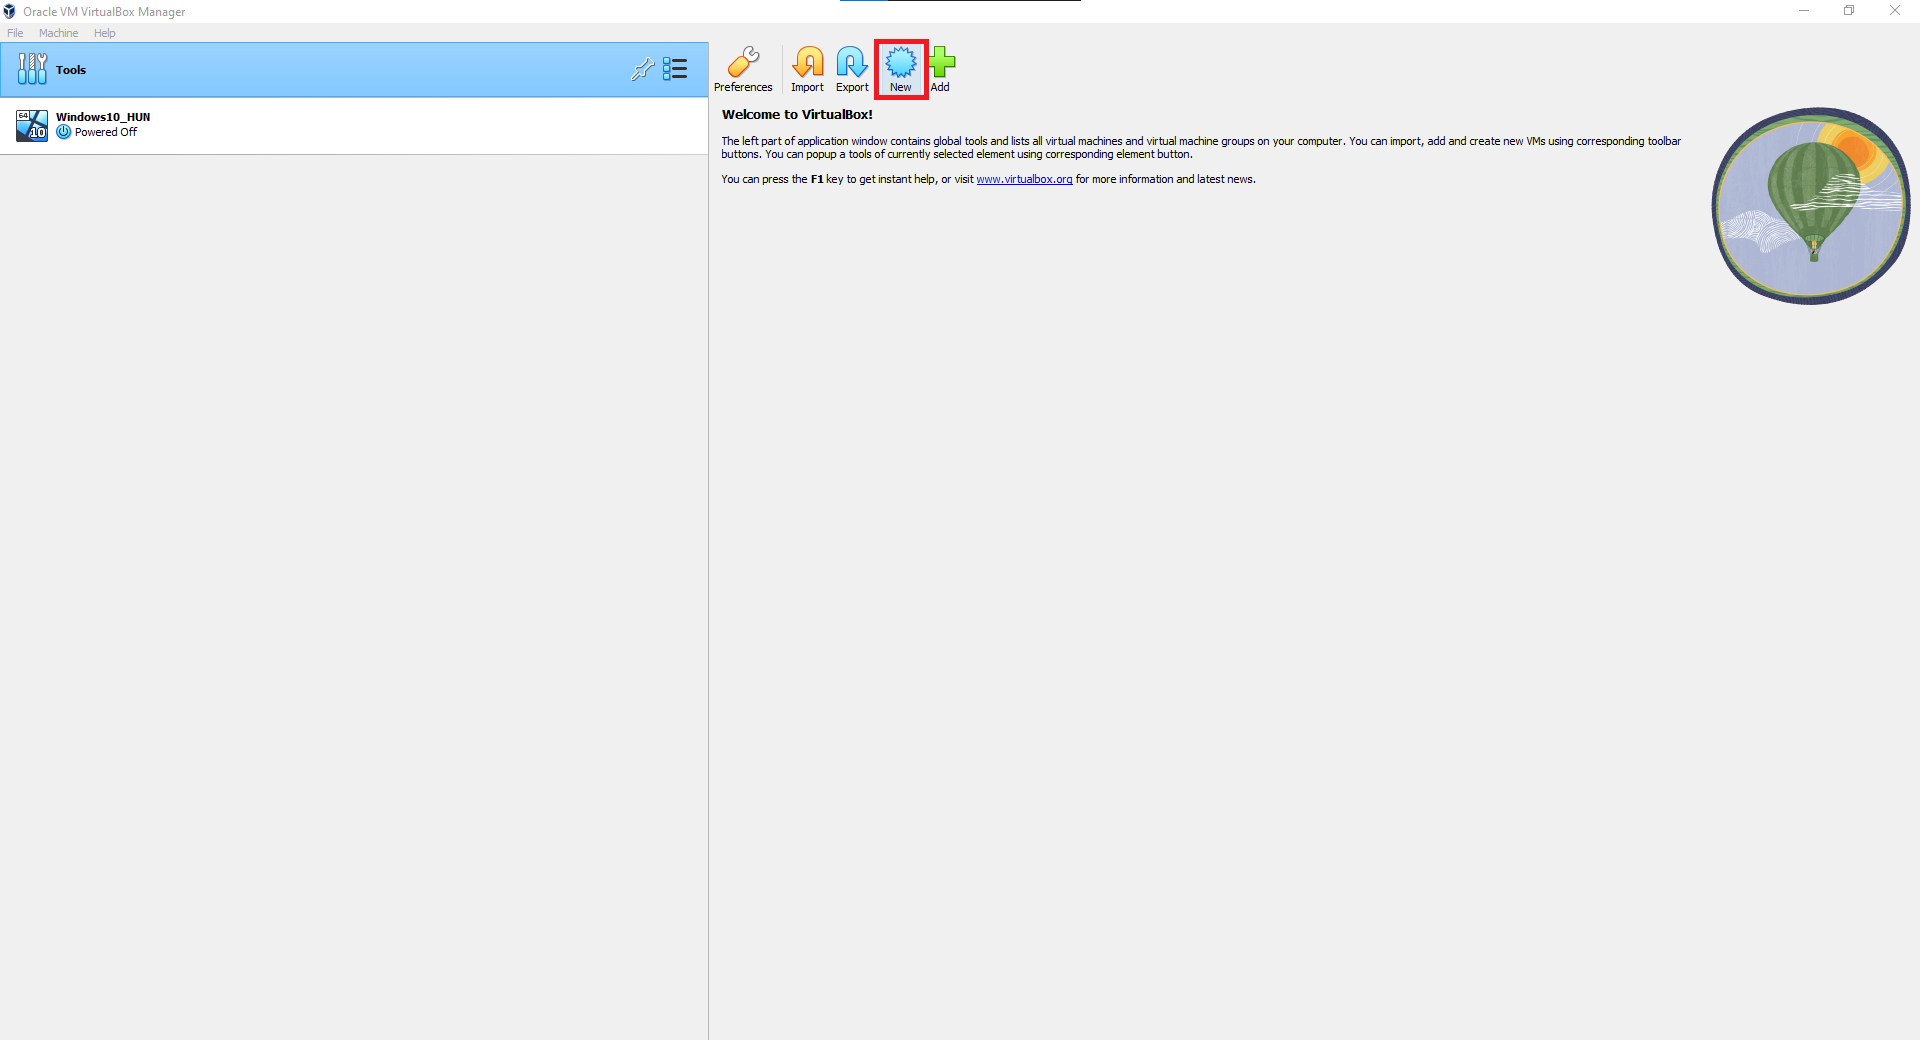 Oracle VM VirtualBox Manager
File Machine Help
Tools
Preferences Import Export New Add
64
10
Windows10_HUN
Powered Off
Welcome to VirtualBox!
The left part of application window contains global tools and lists all virtual machines and virtual machine groups on your computer. You can import, add and create new VMs using corresponding toolbar
buttons. You can popup a tools of currently selected element using corresponding element button.
You can press the F1 key to get instant help, or visit www.virtualbox.org for more information and latest news.